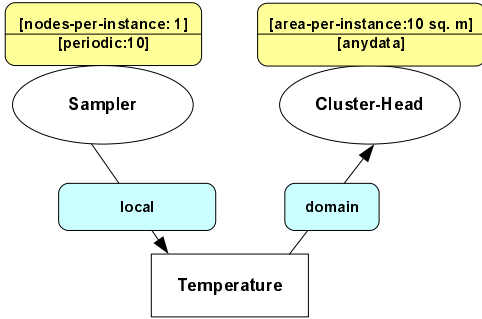 [nodes-per-instance: 1]
[periodic:10]
[area-per-instance:10 sq. m]
[anydata]
Sampler
Cluster-Head
local
domain
Temperature